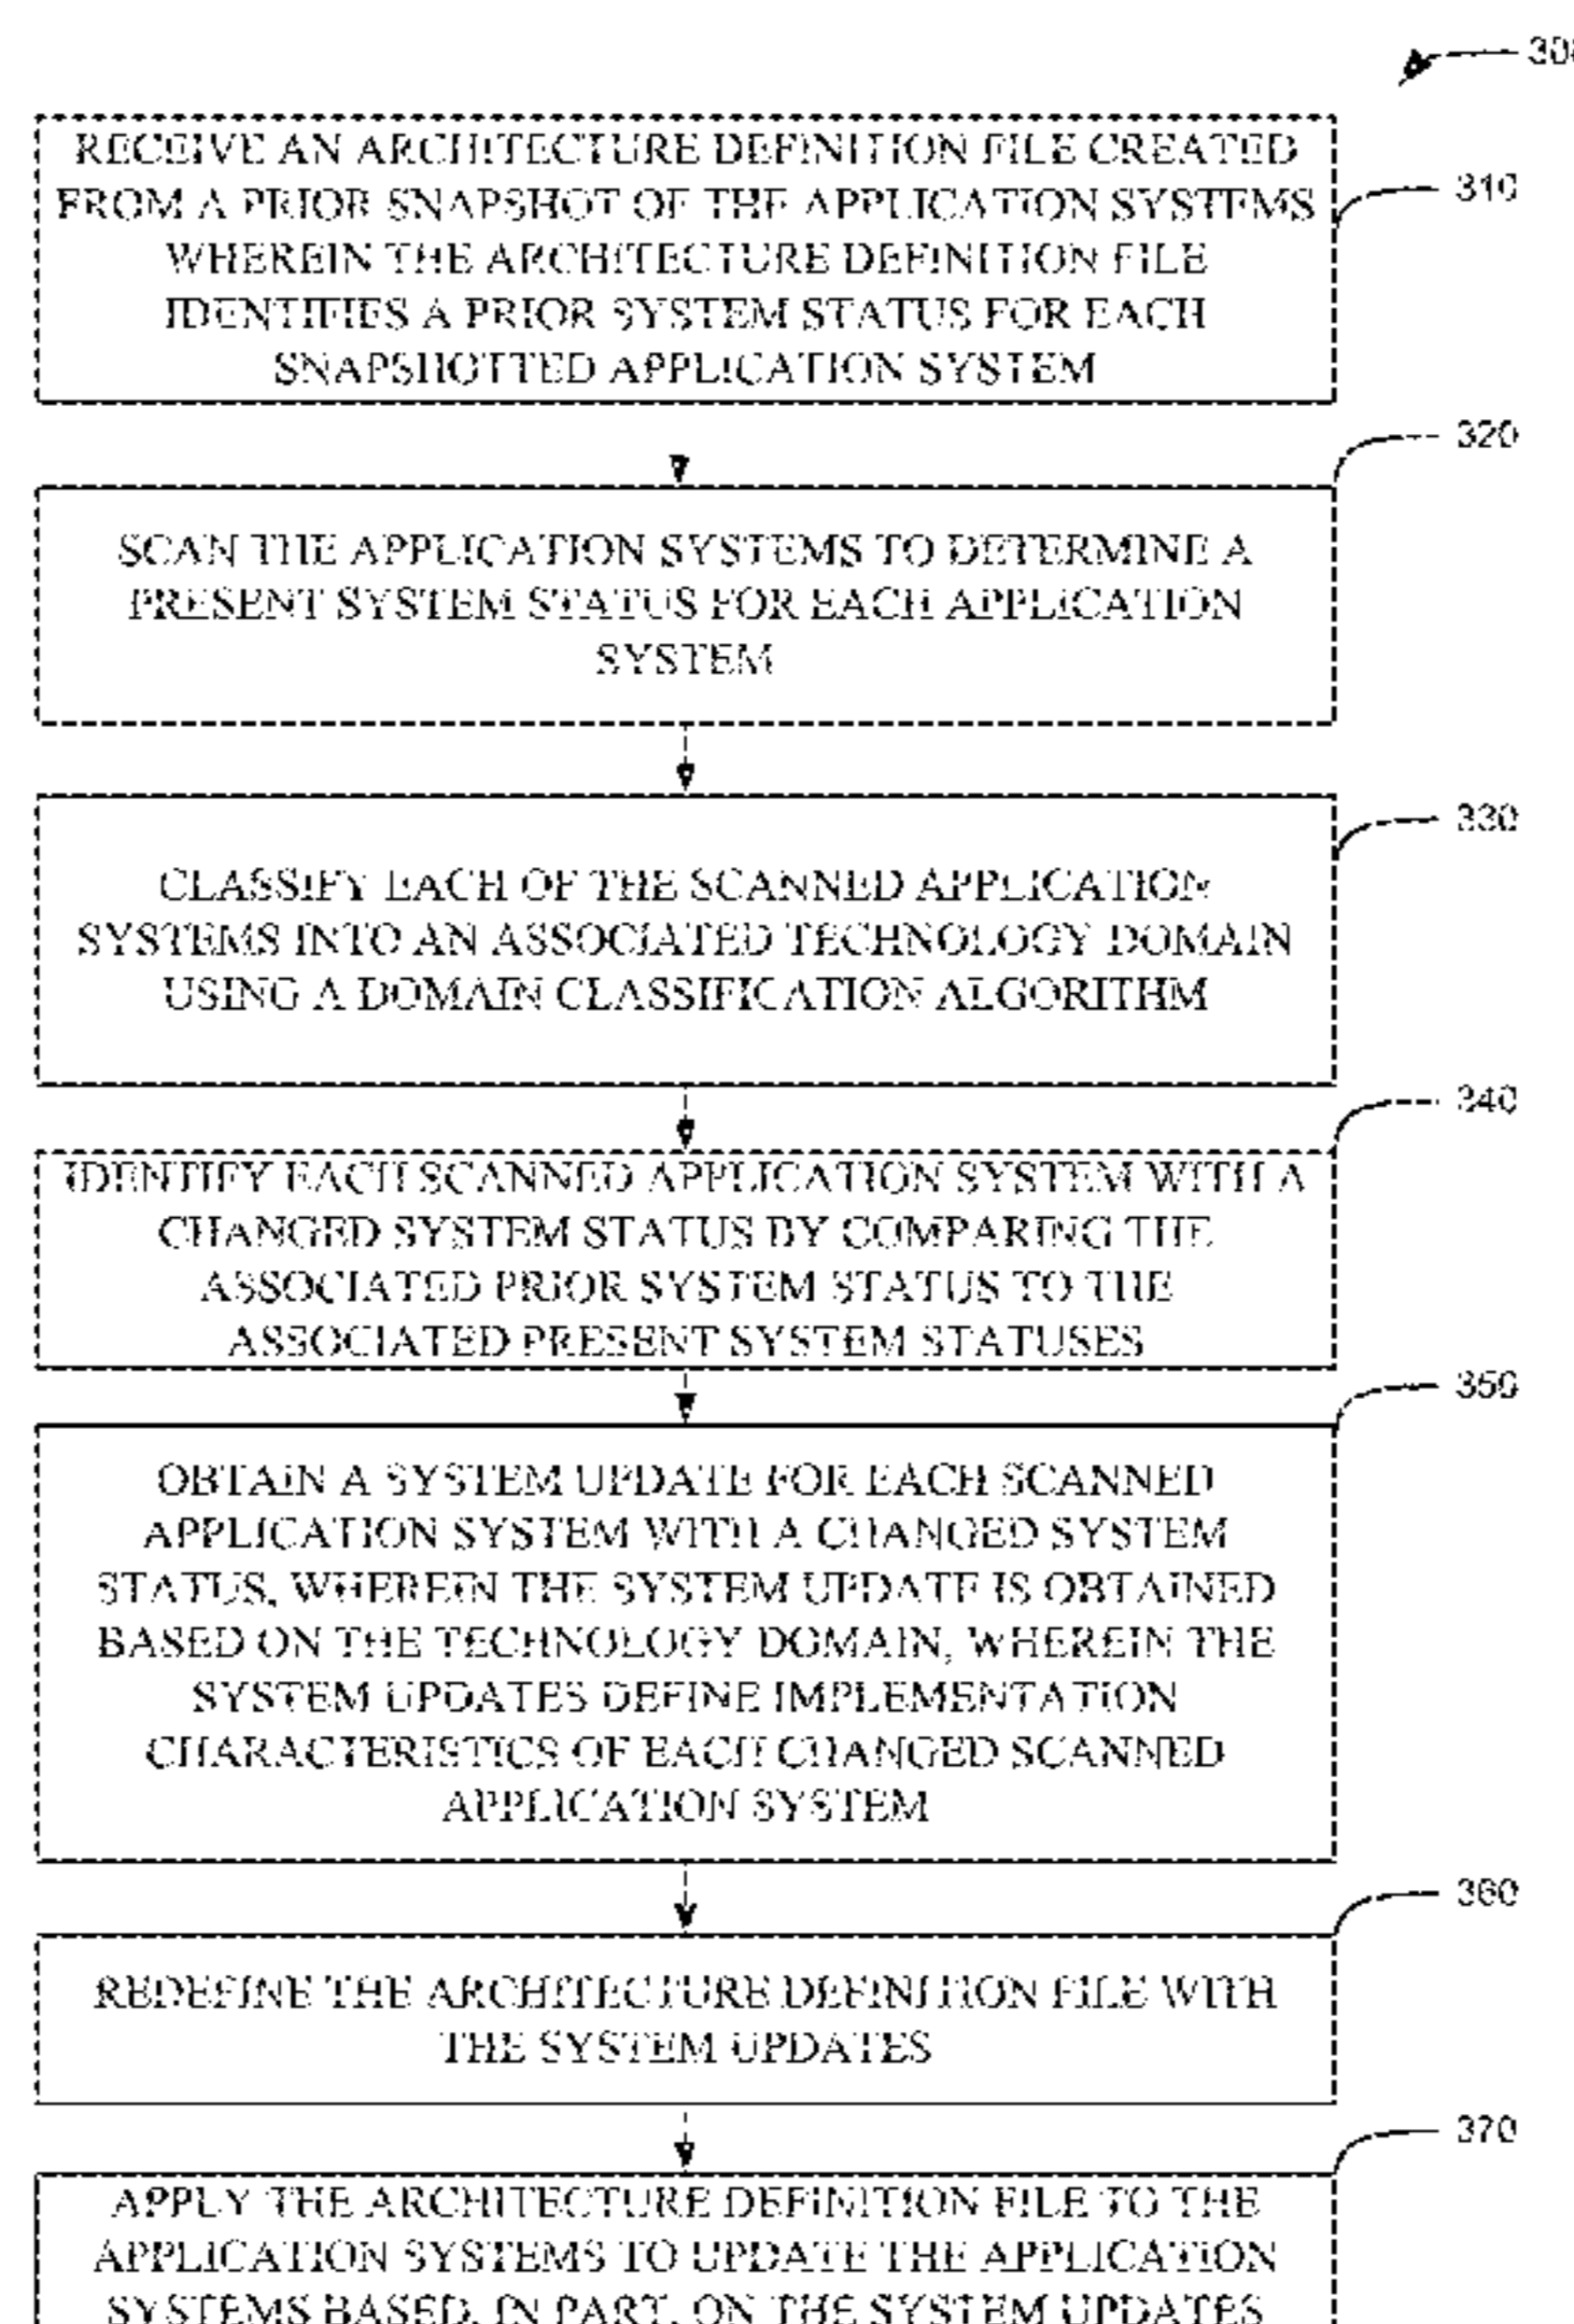 310
RECEIVE AN ARCHITECTURE DEFINITION FILE CREATED
FROM A PRIOR SNAPSHOT OF THE APPLICATION SYSTEMS
WHEREIN THE ARCHITECTURE DEFINITION FILE
IDENTIFIES A PRIOR SYSTEM STATUS FOR EACH
SNAPSHOTTED APPLICATION SYSTEM
320
SCAN THE APPLICATION SYSTEMS TO DETERMINE A
PRESENT SYSTEM STATUS FOR EACH APPLICATION
SYSTEM
330
CLASSIFY EACH OF THE SCANNED APPLICATION
SYSTEMS INTO AN ASSOCIATED TECHNOLOGY DOMAIN
USING A DOMAIN CLASSIFICATION ALGORITHM
340
IDENTIFY EACH SCANNED APPLICATION SYSTEM WITH A
CHANGED SYSTEM STATUS BY COMPARING THE
ASSOCIATED PRIOR SYSTEM STATUS TO THE
ASSOCIATED PRESENT SYSTEM STATUSES
350
OBTAIN A SYSTEM UPDATE FOR EACH SCANNED
APPLICATION SYSTEM WITH A CHANGED SYSTEM
STATUS, WHEREIN THE SYSTEM UPDATE IS OBTAINED
BASED ON THE TECHNOLOGY DOMAIN, WHEREIN THE
SYSTEM UPDATES DEFINE IMPLEMENTATION
CHARACTERISTICS OF EACH CHANGED SCANNED
APPLICATION SYSTEM
360
REDEFINE THE ARCHITECTURE DEFINITION FILE WITH
THE SYSTEM UPDATES
370
APPLY THE ARCHITECTURE DEFINITION FILE TO THE
APPLICATION SYSTEMS TO UPDATE THE APPLICATION
SYSTEMS BASED, IN PART, ON THE SYSTEM UPDATES